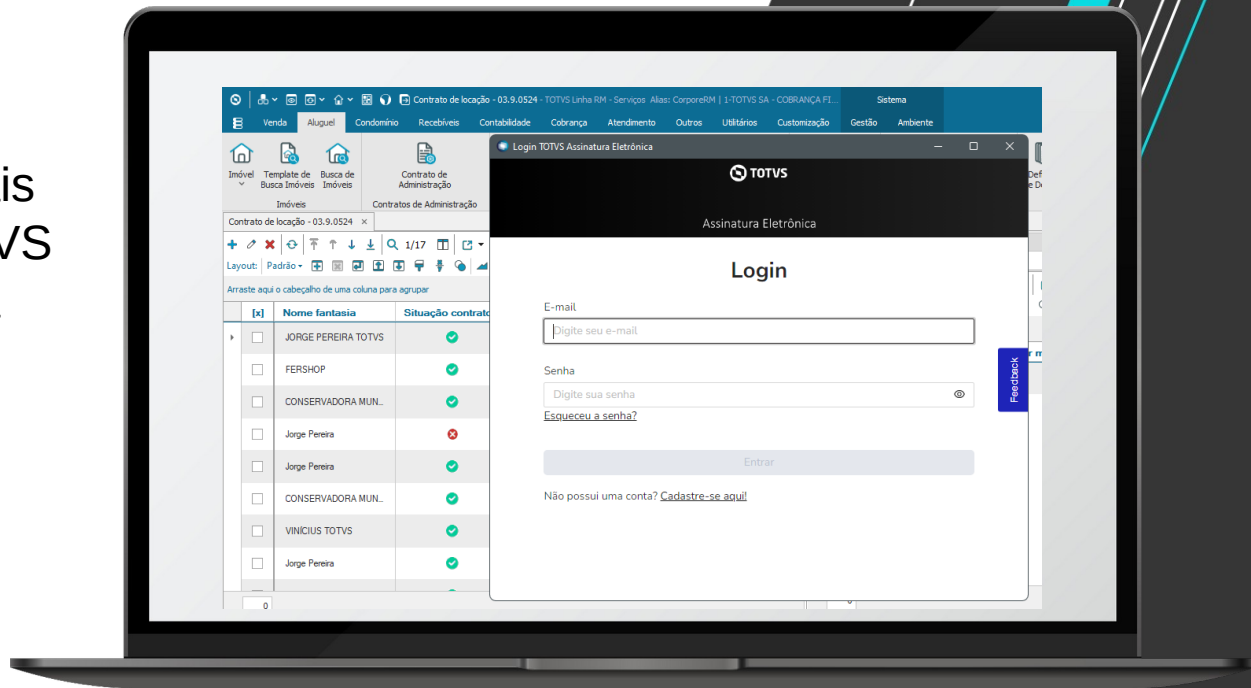 is
VS
Contrato de locação - 03.9.0524 - TOTVS Linha RM - Serviços Alias: CorporeRM | 1-TOTVS SA - COBRANÇA FI...
Sistema
Venda Aluguel Condomínio Recebíveis Contabilidade Cobrança Atendimento Outros Utilitários Customização Gestão Ambiente
Imóvel
Template de Busca Imóveis
Busca de Imóveis
Contrato de Administração
Imóveis
Contratos de Administração
Contrato de locação - 03.9.0524 ×
1/17
Layout: Padrão
Arraste aqui o cabeçalho de uma coluna para agrupar
[x] Nome fantasia Situação contrato
JORGE PEREIRA TOTVS
FERSHOP
CONSERVADORA MUN...
Jorge Pereira
Jorge Pereira
CONSERVADORA MUN...
VINÍCIUS TOTVS
Jorge Pereira
0
Login TOTVS Assinatura Eletrônica
TOTVS
Assinatura Eletrônica
Login
E-mail
Digite seu e-mail
Senha
Digite sua senha
Esqueceu a senha?
Entrar
Não possui uma conta? Cadastre-se aqui!
Feedback